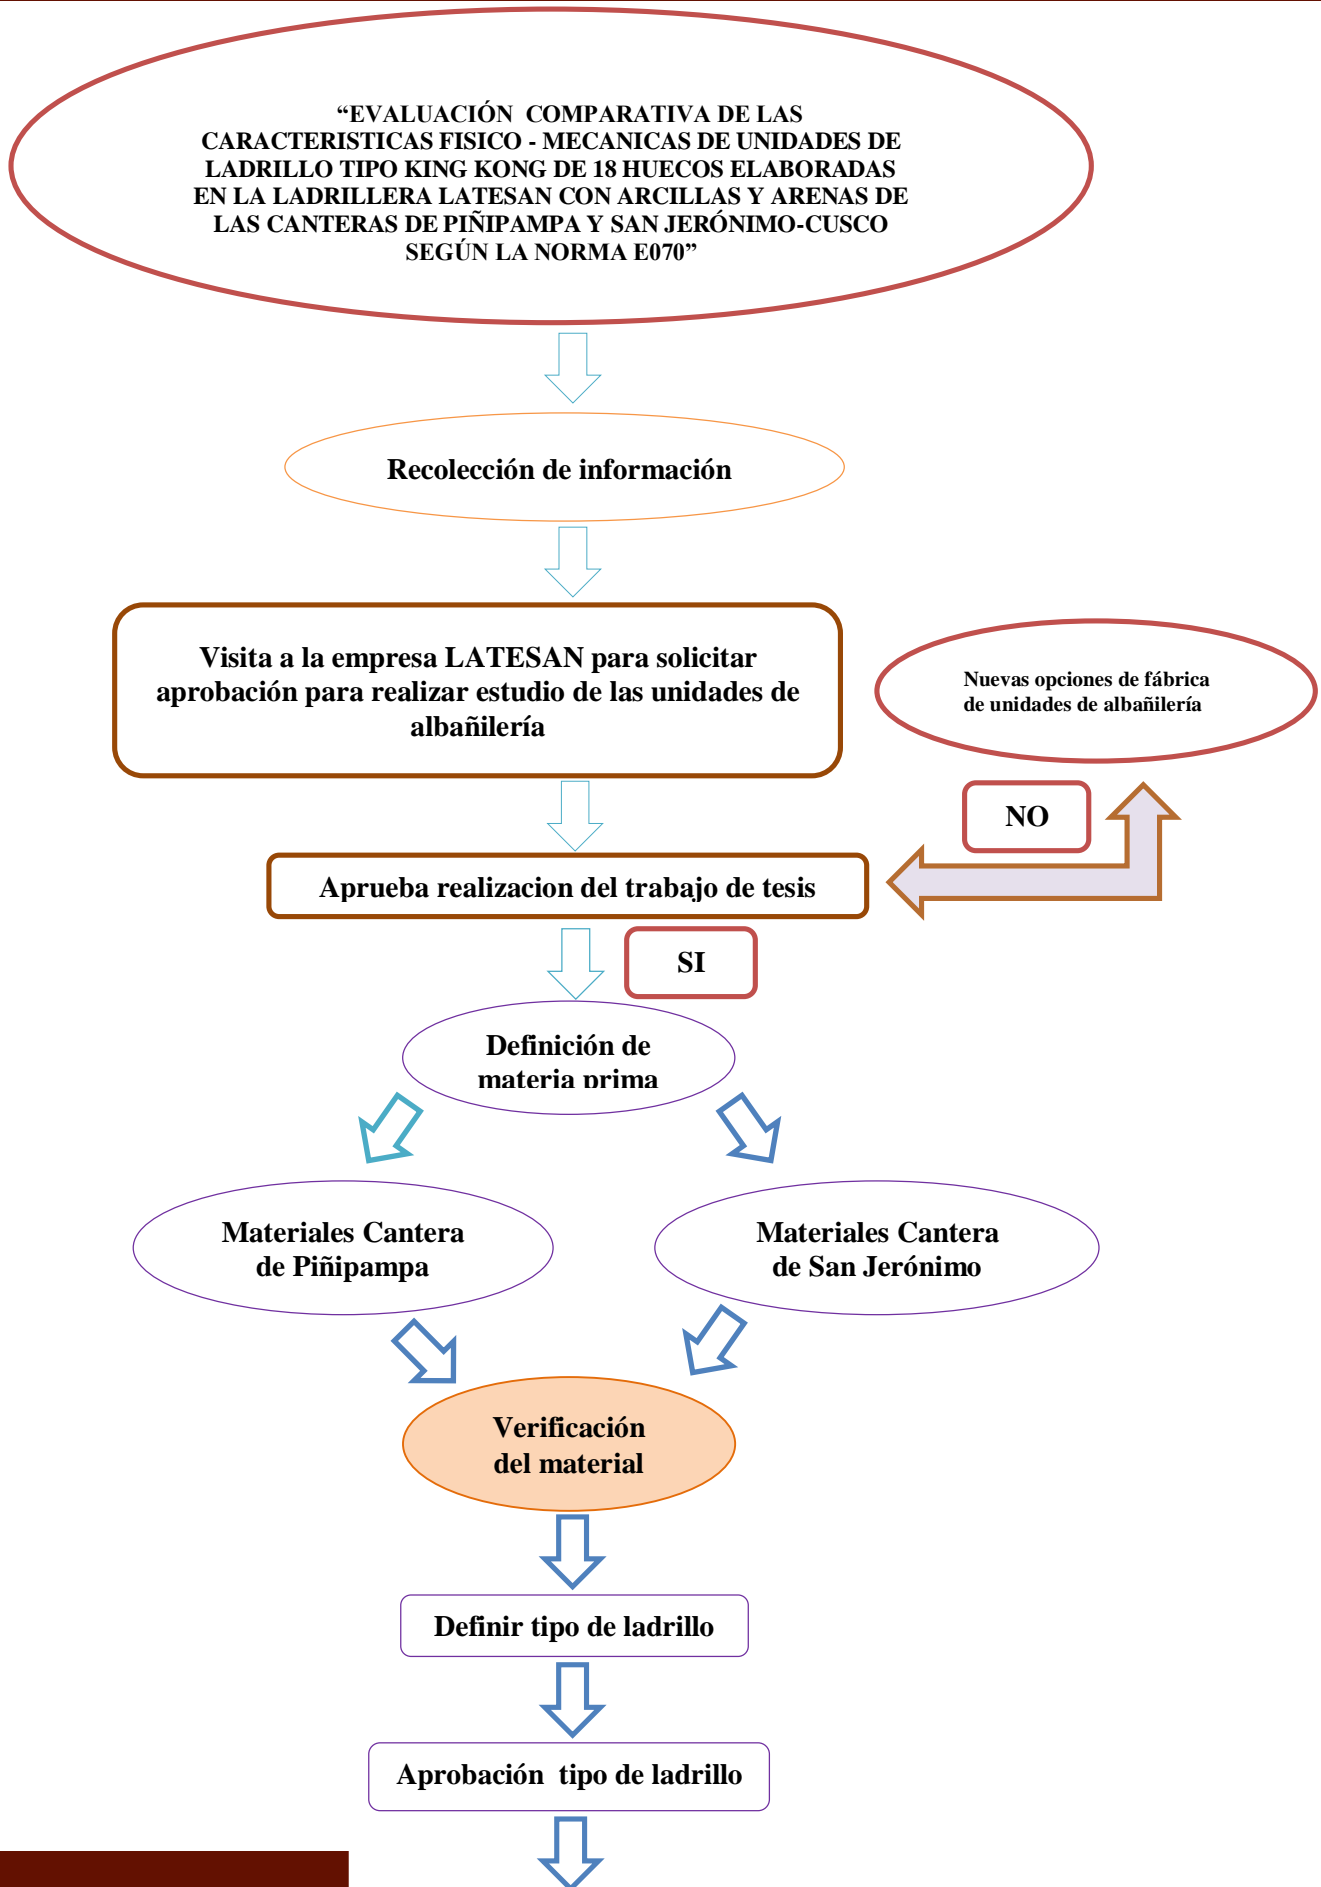 “EVALUACIÓN COMPARATIVA DE LAS
CARACTERISTICAS FISICO - MECANICAS DE UNIDADES DE
LADRILLO TIPO KING KONG DE 18 HUECOS ELABORADAS
EN LA LADRILLERA LATESAN CON ARCILLAS Y ARENAS DE
LAS CANTERAS DE PIÑIPAMPA Y SAN JERÓNIMO-CUSCO
SEGÚN LA NORMA E070”
Recolección de información
Visita a la empresa LATESAN para solicitar
aprobación para realizar estudio de las unidades de
albañilería
Nuevas opciones de fábrica
de unidades de albañilería
NO
Aprueba realizacion del trabajo de tesis
SI
Definición de
materia prima
Materiales Cantera
de Piñipampa
Materiales Cantera
de San Jerónimo
Verificación
del material
Definir tipo de ladrillo
Aprobación tipo de ladrillo